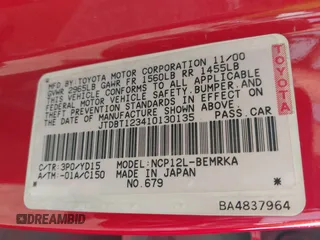 MFD. BY: TOYOTA MOTOR CORPORATION 11/00
GVWR 2965LB GAWR FR 1560LB RR 1455LB
THIS VEHICLE CONFORMS TO ALL APPLICABLE
FEDERAL MOTOR VEHICLE SAFETY, BUMPER, AND
THEFT PREVENTION STANDARDS IN EFFECT ON
THE DATE OF MANUFACTURE SHOWN ABOVE.
JTDBT123410130135 PASS.CAR
TOYOTA
C/TR: 3P0/YD15 MODEL: NCP12L-BEMRKA
A/TM: -01A/C150 MADE IN JAPAN
NO.679
BA4837964
DREAMBID